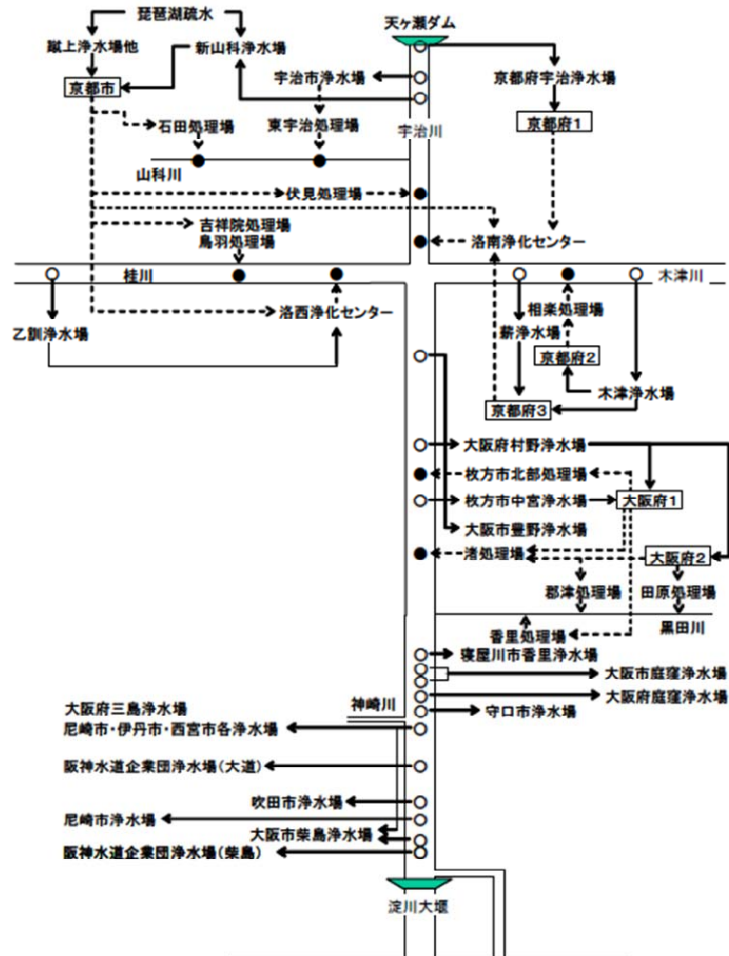 琵琶湖疏水
天ヶ瀬ダム
蹴上浄水場他
新山科浄水場
宇治市浄水場
京都府宇治浄水場
京都市
石田処理場
東宇治処理場
宇治川
京都府1
山科川
伏見処理場
吉祥院処理場
鳥羽処理場
洛南浄化センター
桂川
木津川
洛西浄化センター
相楽処理場
乙訓浄水場
薪浄水場
京都府2
木津浄水場
京都府3
大阪府村野浄水場
枚方市北部処理場
枚方市中宮浄水場
大阪府1
大阪市豊野浄水場
渚処理場
大阪府2
郡津処理場
田原処理場
香里処理場
黒田川
寝屋川市香里浄水場
大阪市庭窪浄水場
大阪府庭窪浄水場
神崎川
守口市浄水場
大阪府三島浄水場
尼崎市・伊丹市・西宮市各浄水場
阪神水道企業団浄水場(大道)
吹田市浄水場
尼崎市浄水場
大阪市柴島浄水場
阪神水道企業団浄水場(柴島)
淀川大堰